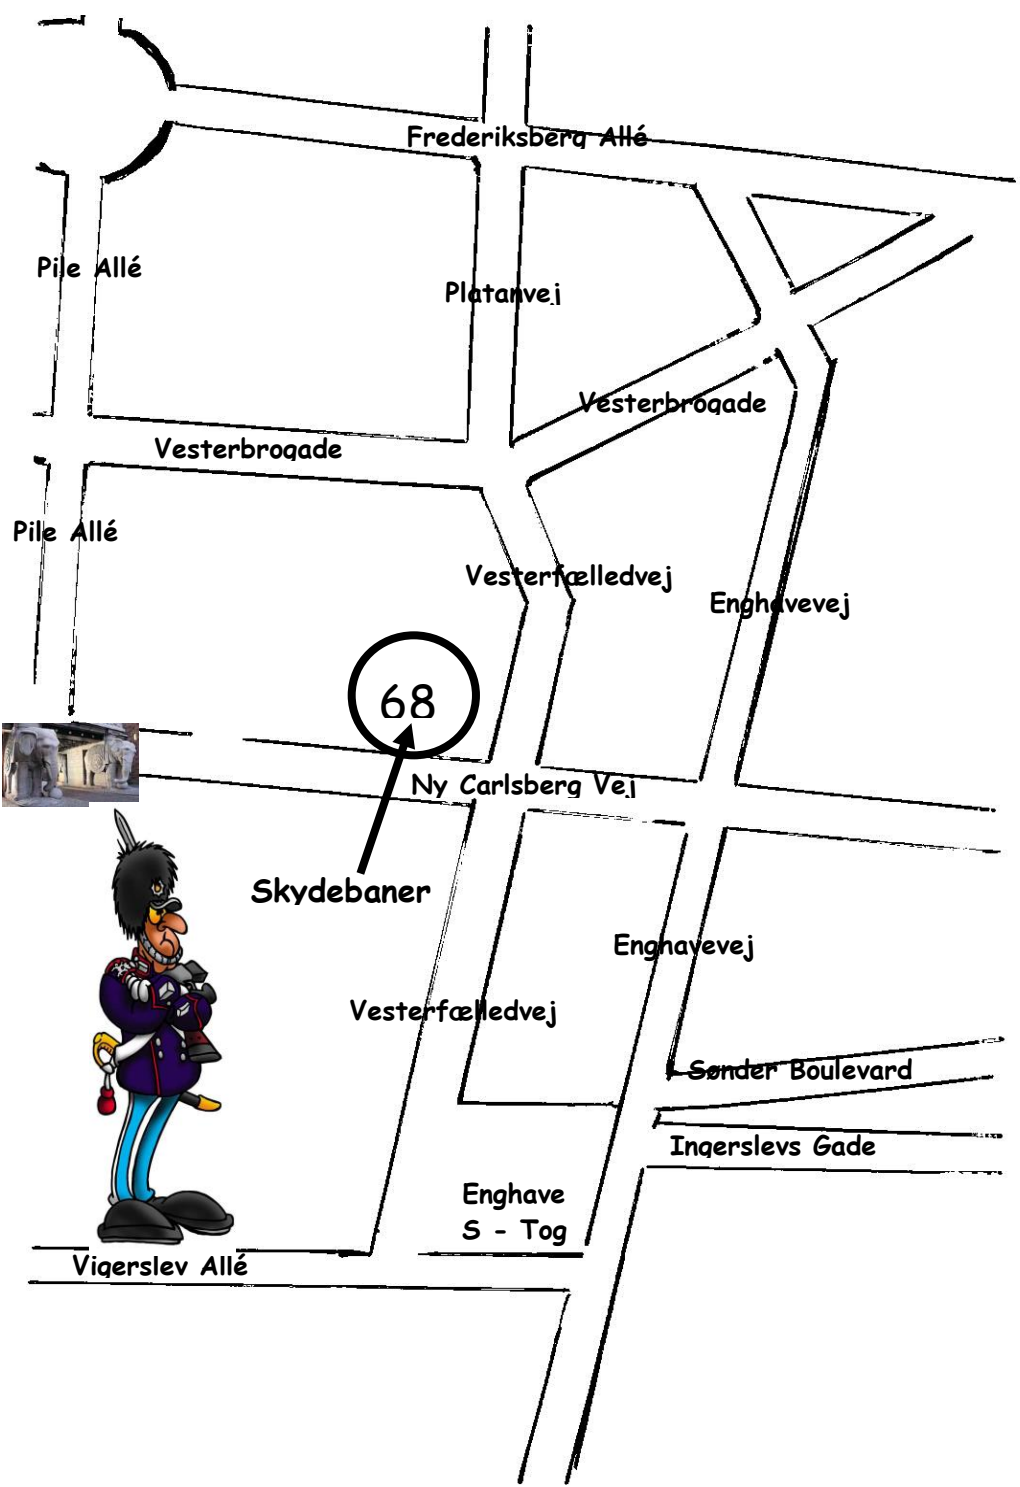 Frederiksberg Allé
Pile Allé
Platanvej
Vesterbrogade
Vesterbrogade
Pile Allé
Vesterfælledvej
Enghavevej
68
Ny Carlsberg Vej
Skydebaner
Enghavevej
Vesterfælledvej
Sønder Boulevard
Ingerslevs Gade
Enghave
S - Tog
Vigerslev Allé